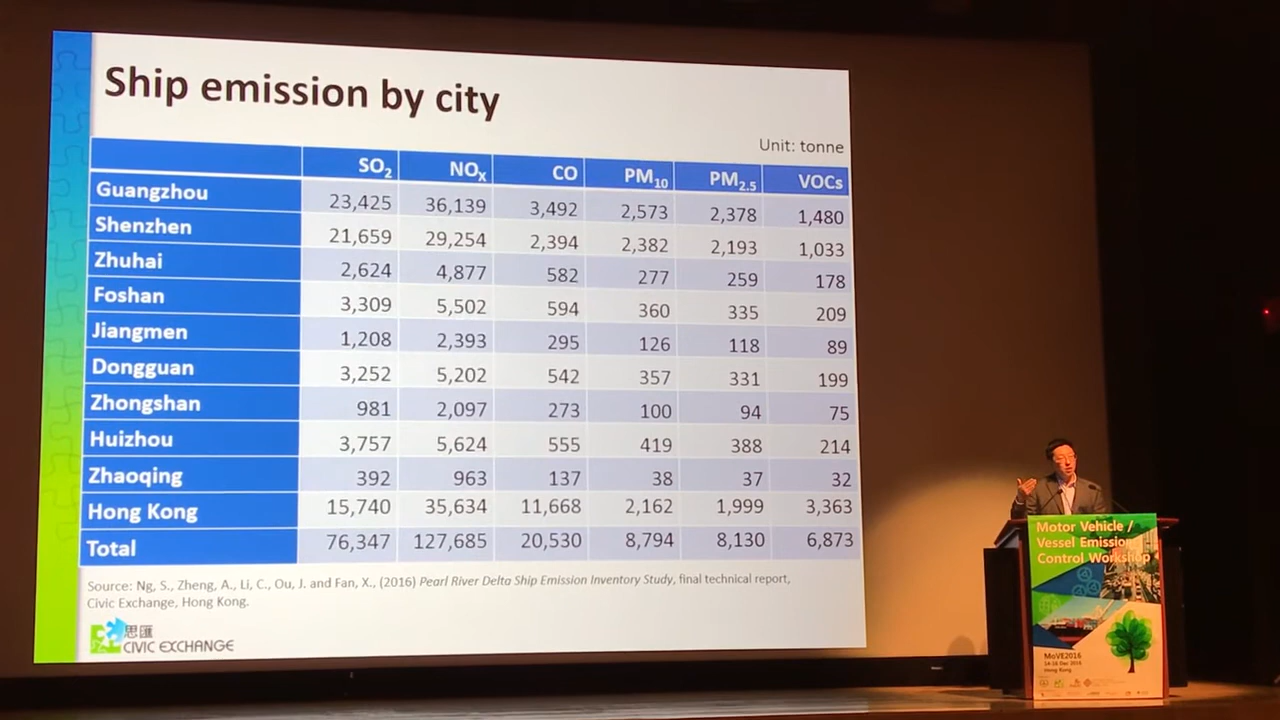 Ship emission by city
Unit: tonne
SO2 NOX CO PM10 PM2.5 VOCs
Guangzhou 23,425 36,139 3,492 2,573 2,378 1,480
Shenzhen 21,659 29,254 2,394 2,382 2,193 1,033
Zhuhai 2,624 4,877 582 277 259 178
Foshan 3,309 5,502 594 360 335 209
Jiangmen 1,208 2,393 295 126 118 89
Dongguan 3,252 5,202 542 357 331 199
Zhongshan 981 2,097 273 100 94 75
Huizhou 3,757 5,624 555 419 388 214
Zhaoqing 392 963 137 38 37 32
Hong Kong 15,740 35,634 11,668 2,162 1,999 3,363
Total 76,347 127,685 20,530 8,794 8,130 6,873
Source: Ng, S., Zheng, A., Li, C., Ou, J. and Fan, X., (2016) Pearl River Delta Ship Emission Inventory Study, final technical report,
Civic Exchange, Hong Kong.
思匯
CIVIC EXCHANGE
Motor Vehicle /
Vessel Emission
Control Workshop
MoVE2016
14-16 Dec 2016
Hong Kong